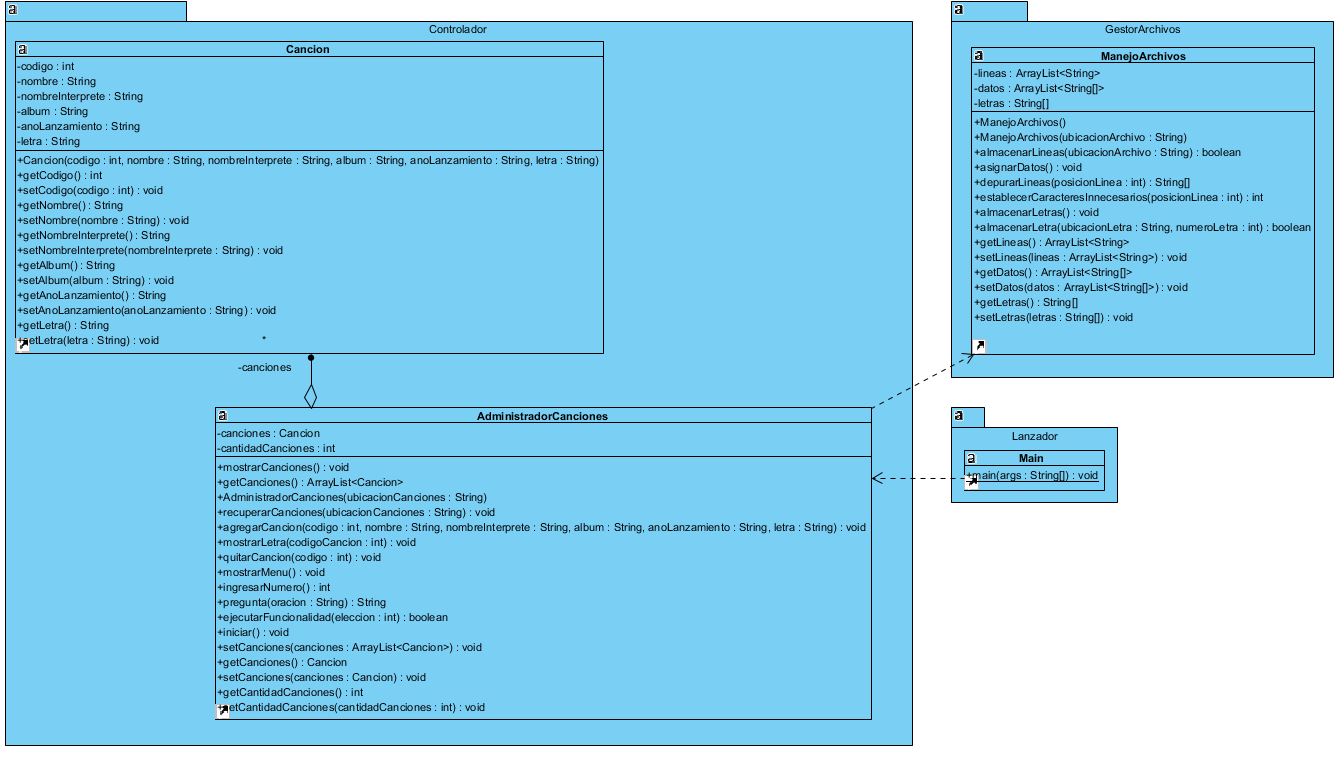 a
Controlador
a
Cancion
-codigo : int
-nombre : String
-nombreInterprete : String
-album : String
-anoLanzamiento : String
-letra : String
+Cancion(codigo : int, nombre : String, nombreInterprete : String, album : String, anoLanzamiento : String, letra : String)
+getCodigo() : int
+setCodigo(codigo : int) : void
+getNombre() : String
+setNombre(nombre : String) : void
+getNombreInterprete() : String
+setNombreInterprete(nombreInterprete : String) : void
+getAlbum() : String
+setAlbum(album : String) : void
+getAnoLanzamiento() : String
+setAnoLanzamiento(anoLanzamiento : String) : void
+getLetra() : String
+setLetra(letra : String) : void
*
-canciones
a
AdministradorCanciones
-canciones : Cancion
-cantidadCanciones : int
+mostrarCanciones() : void
+getCanciones() : ArrayList<Cancion>
+AdministradorCanciones(ubicacionCanciones : String)
+recuperarCanciones(ubicacionCanciones : String) : void
+agregarCancion(codigo : int, nombre : String, nombreInterprete : String, album : String, anoLanzamiento : String, letra : String) : void
+mostrarLetra(codigoCancion : int) : void
+quitarCancion(codigo : int) : void
+mostrarMenu() : void
+ingresarNumero() : int
+pregunta(oracion : String) : String
+ejecutarFuncionalidad(eleccion : int) : boolean
+iniciar() : void
+setCanciones(canciones : ArrayList<Cancion>) : void
+getCanciones() : Cancion
+setCanciones(canciones : Cancion) : void
+getCantidadCanciones() : int
+setCantidadCanciones(cantidadCanciones : int) : void
a
GestorArchivos
a
ManejoArchivos
-lineas : ArrayList<String>
-datos : ArrayList<String[]>
-letras : String[]
+ManejoArchivos()
+ManejoArchivos(ubicacionArchivo : String)
+almacenarLineas(ubicacionArchivo : String) : boolean
+asignarDatos() : void
+depurarLineas(posicionLinea : int) : String[]
+establecerCaracteresInnecesarios(posicionLinea : int) : int
+almacenarLetras() : void
+almacenarLetra(ubicacionLetra : String, numeroLetra : int) : boolean
+getLineas() : ArrayList<String>
+setLineas(lineas : ArrayList<String>) : void
+getDatos() : ArrayList<String[]>
+setDatos(datos : ArrayList<String[]>) : void
+getLetras() : String[]
+setLetras(letras : String[]) : void
a
Lanzador
a
Main
+main(args : String[]) : void